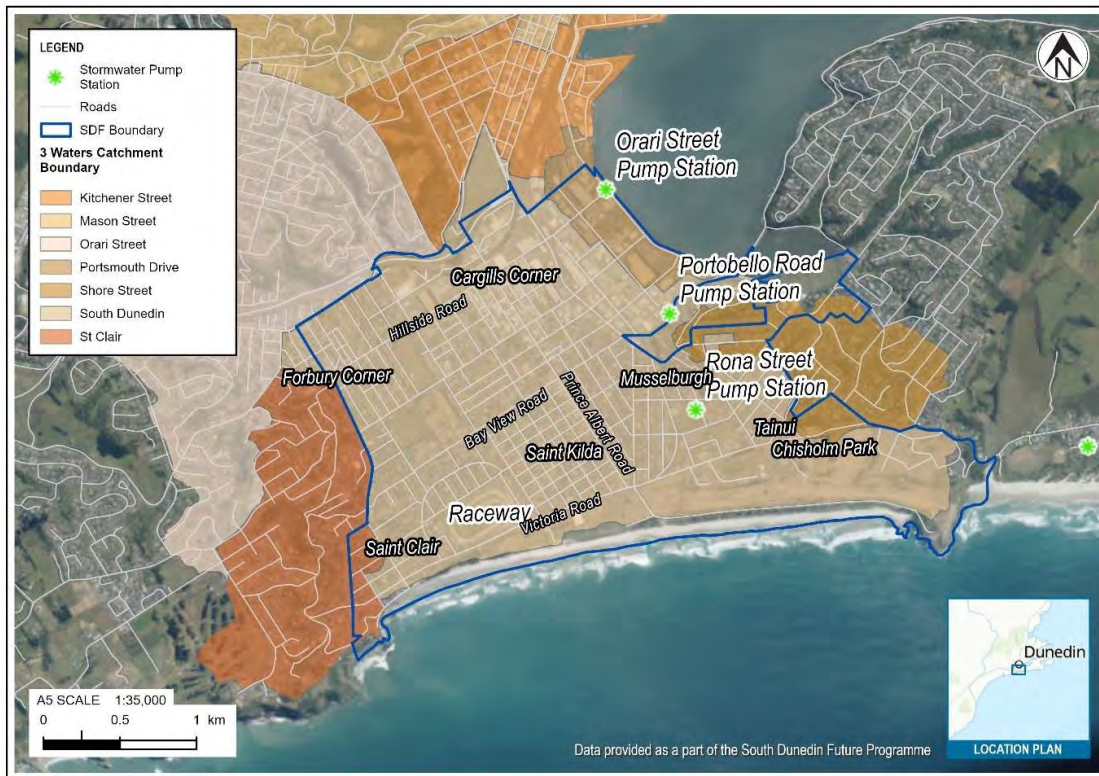 LEGEND
Stormwater Pump
Station
Roads
SDF Boundary
3 Waters Catchment
Boundary
Kitchener Street
Mason Street
Orari Street
Portsmouth Drive
Shore Street
South Dunedin
St Clair
N
Orari Street
Pump Station
Cargills Corner
Portobello Road
Pump Station
Hillside Road
Forbury Corner
Musselburgh
Rona Street
Pump Station
Prince Albert Road
Bay View Road
Tainui
Saint Kilda
Chisholm Park
Raceway
Victoria Road
Saint Clair
A5 SCALE 1:35,000
0 0.5 1 km
Data provided as a part of the South Dunedin Future Programme
Dunedin
LOCATION PLAN